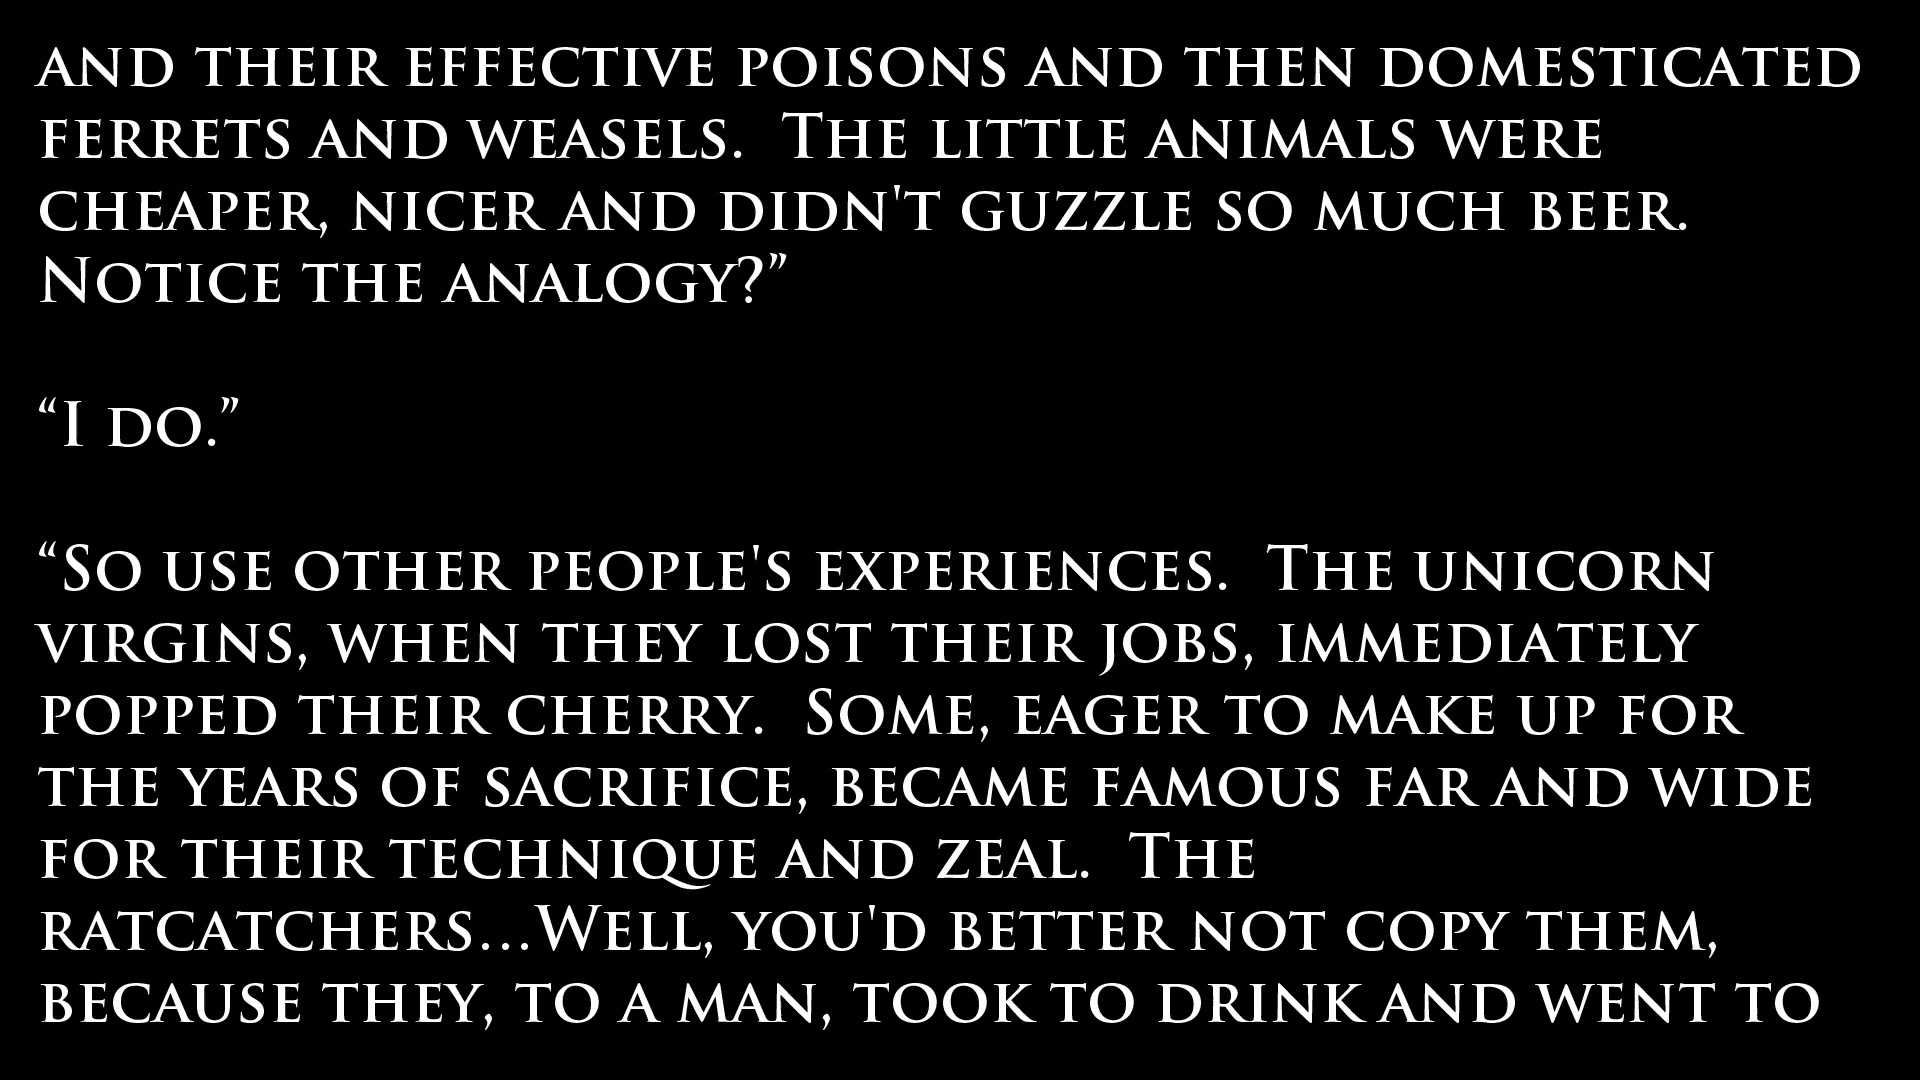 and their effective poisons and then domesticated
ferrets and weasels.  The little animals were
cheaper, nicer and didn't guzzle so much beer.
Notice the analogy?”
“I do.”
“So use other people's experiences.  The unicorn
virgins, when they lost their jobs, immediately
popped their cherry.  Some, eager to make up for
the years of sacrifice, became famous far and wide
for their technique and zeal.  The
ratcatchers...Well, you'd better not copy them,
because they, to a man, took to drink and went to